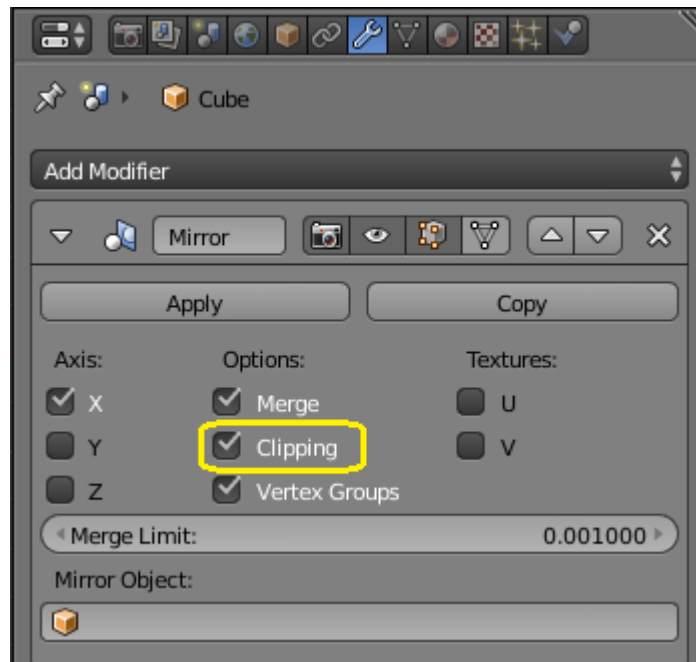 Cube
Add Modifier
Mirror
Apply Copy
Axis: Options: Textures:
X Merge U
Y Clipping V
Z Vertex Groups
Merge Limit: 0.001000
Mirror Object: